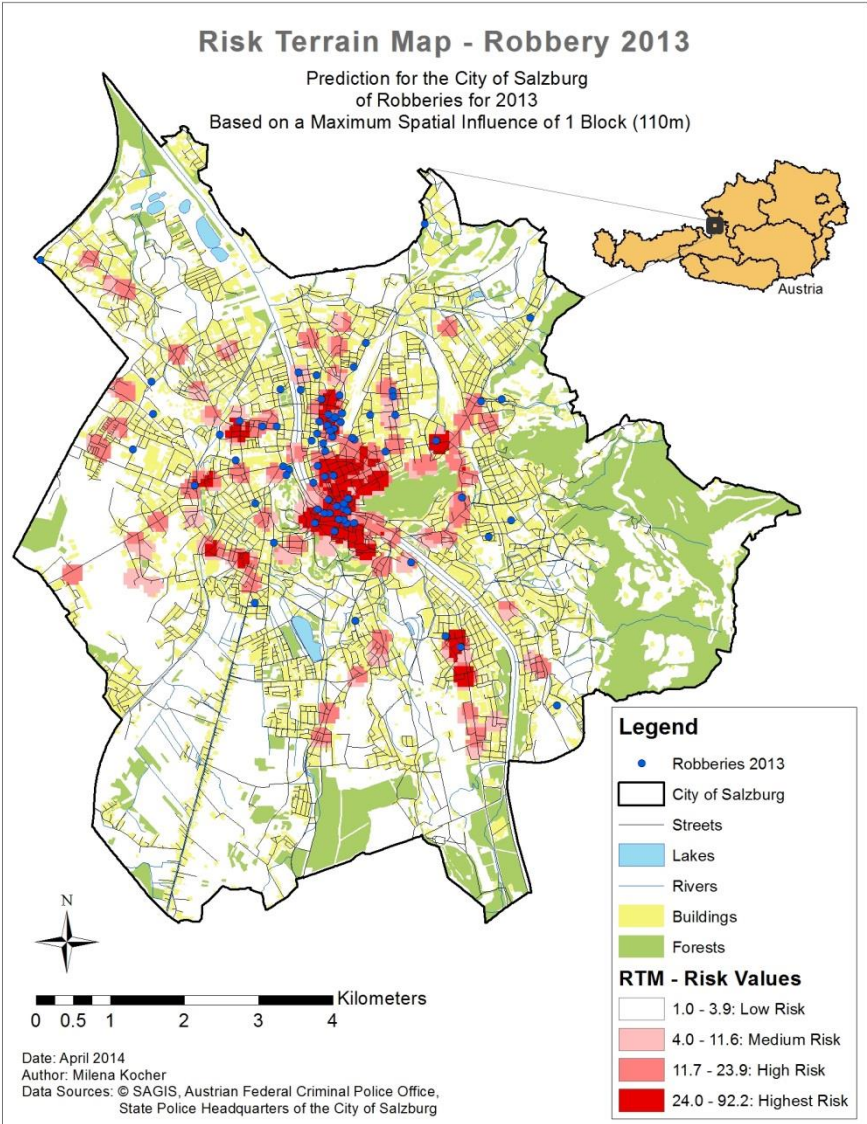 Risk Terrain Map - Robbery 2013
Prediction for the City of Salzburg
of Robberies for 2013
Based on a Maximum Spatial Influence of 1 Block (110m)
Austria
Legend
Robberies 2013
City of Salzburg
Streets
Lakes
Rivers
Buildings
Forests
RTM - Risk Values
1.0 - 3.9: Low Risk
4.0 - 11.6: Medium Risk
11.7 - 23.9: High Risk
24.0 - 92.2: Highest Risk
N
Kilometers
0 0.5 1 2 3 4
Date: April 2014
Author: Milena Kocher
Data Sources: © SAGIS, Austrian Federal Criminal Police Office,
State Police Headquarters of the City of Salzburg